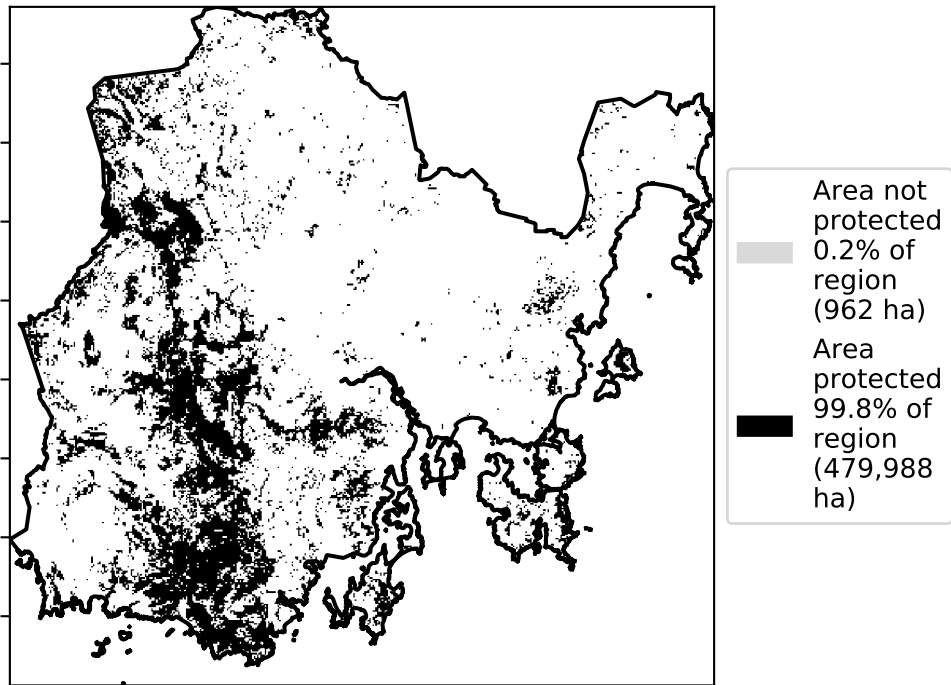 Area not
protected
0.2% of
region
(962 ha)
Area
protected
99.8% of
region
(479,988
ha)